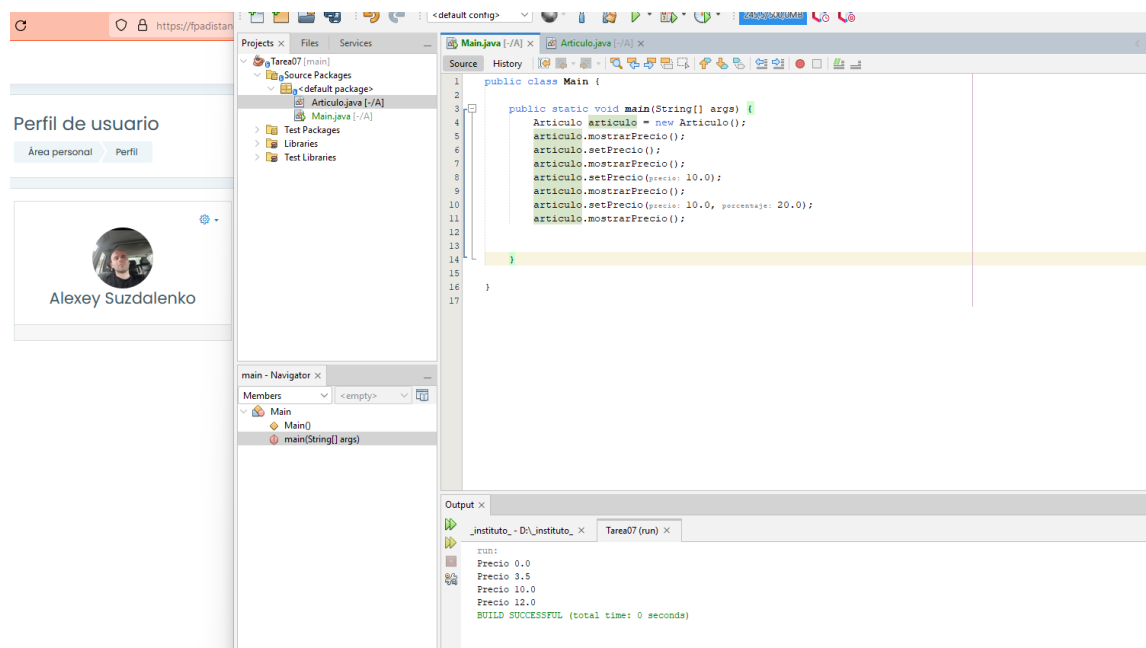 https://fpadistan
Perfil de usuario
Área personal Perfil
Alexey Suzdalenko
<default config>
Projects Files Services
Tarea07 [main]
Source Packages
<default package>
Articulo.java [-/A]
Main.java [-/A]
Test Packages
Libraries
Test Libraries
main - Navigator
Members <empty>
Main
Main()
main(String[] args)
Main.java [-/A] Articulo.java [-/A]
Source History
1 public class Main {
2
3 public static void main(String[] args) {
4 Articulo articulo = new Articulo();
5 articulo.mostrarPrecio();
6 articulo.setPrecio();
7 articulo.mostrarPrecio();
8 articulo.setPrecio(precio: 10.0);
9 articulo.mostrarPrecio();
10 articulo.setPrecio(precio: 10.0, porcentaje: 20.0);
11 articulo.mostrarPrecio();
12
13
14 }
15
16 }
17
Output
_instituto_ - D:\_instituto_ Tarea07 (run)
run:
Precio 0.0
Precio 3.5
Precio 10.0
Precio 12.0
BUILD SUCCESSFUL (total time: 0 seconds)